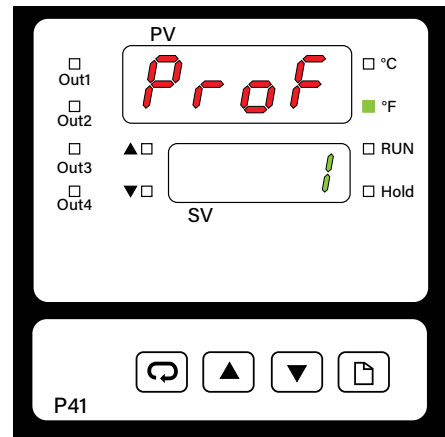 PV
Out1
ProF
°C
Out2
°F
Out3
▲
RUN
Out4
▼
1
Hold
SV
P41